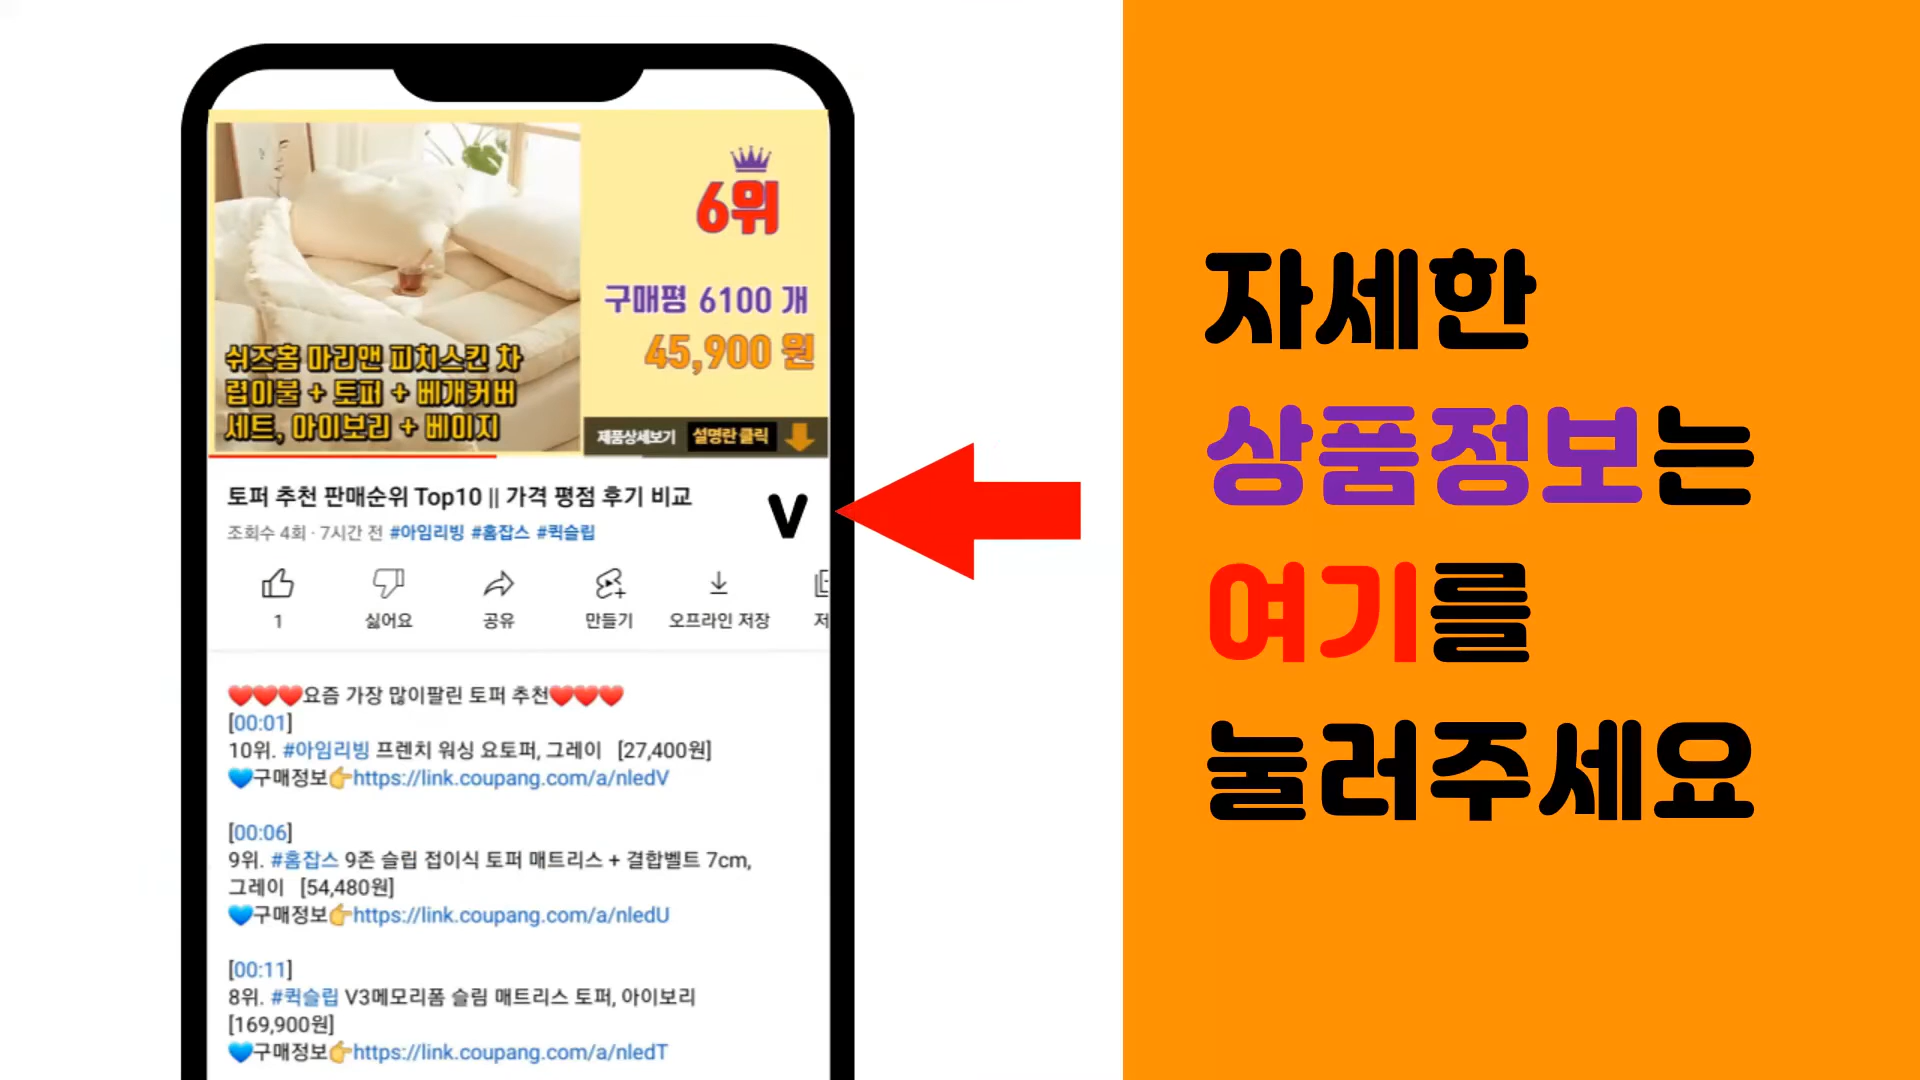 6위
구매평 6100 개
45,900 원
쉬즈홈 마리앤 피치스킨 차
렵이불 + 토퍼 + 베개커버
세트, 아이보리 + 베이지
제품상세보기 설명란 클릭
토퍼 추천 판매순위 Top10 || 가격 평점 후기 비교
V
조회수 4회 · 7시간 전 #아임리빙 #홈잡스 #퀵슬립
1 싫어요 공유 만들기 오프라인 저장 저
❤️❤️❤️요즘 가장 많이팔린 토퍼 추천❤️❤️❤️
[00:01]
10위. #아임리빙 프렌치 워싱 요토퍼, 그레이 [27,400원]
💙구매정보👉https://link.coupang.com/a/nledV
[00:06]
9위. #홈잡스 9존 슬립 접이식 토퍼 매트리스 + 결합벨트 7cm,
그레이 [54,480원]
💙구매정보👉https://link.coupang.com/a/nledU
[00:11]
8위. #퀵슬립 V3메모리폼 슬림 매트리스 토퍼, 아이보리
[169,900원]
💙구매정보👉https://link.coupang.com/a/nledT
자세한
상품정보는
여기를
눌러주세요